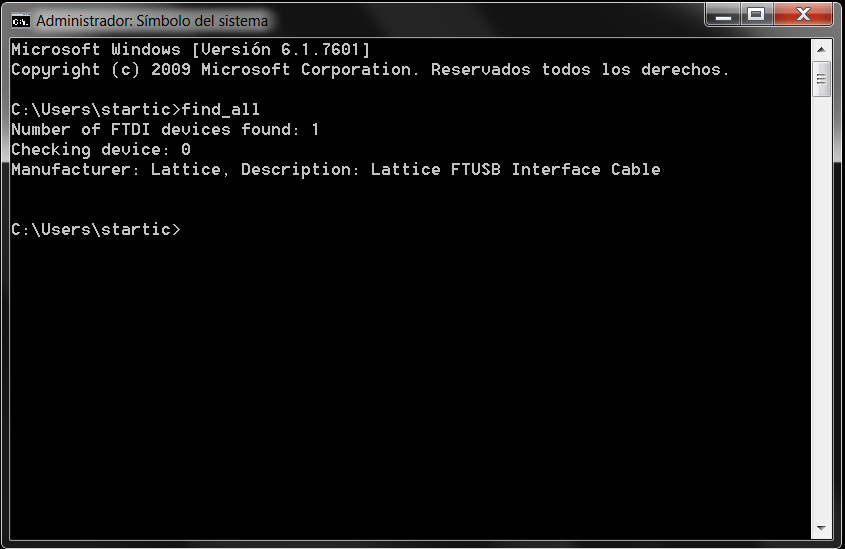 Administrador: Símbolo del sistema
Microsoft Windows [Versión 6.1.7601]
Copyright (c) 2009 Microsoft Corporation. Reservados todos los derechos.
C:\Users\startic>find_all
Number of FTDI devices found: 1
Checking device: 0
Manufacturer: Lattice, Description: Lattice FTUSB Interface Cable
C:\Users\startic>